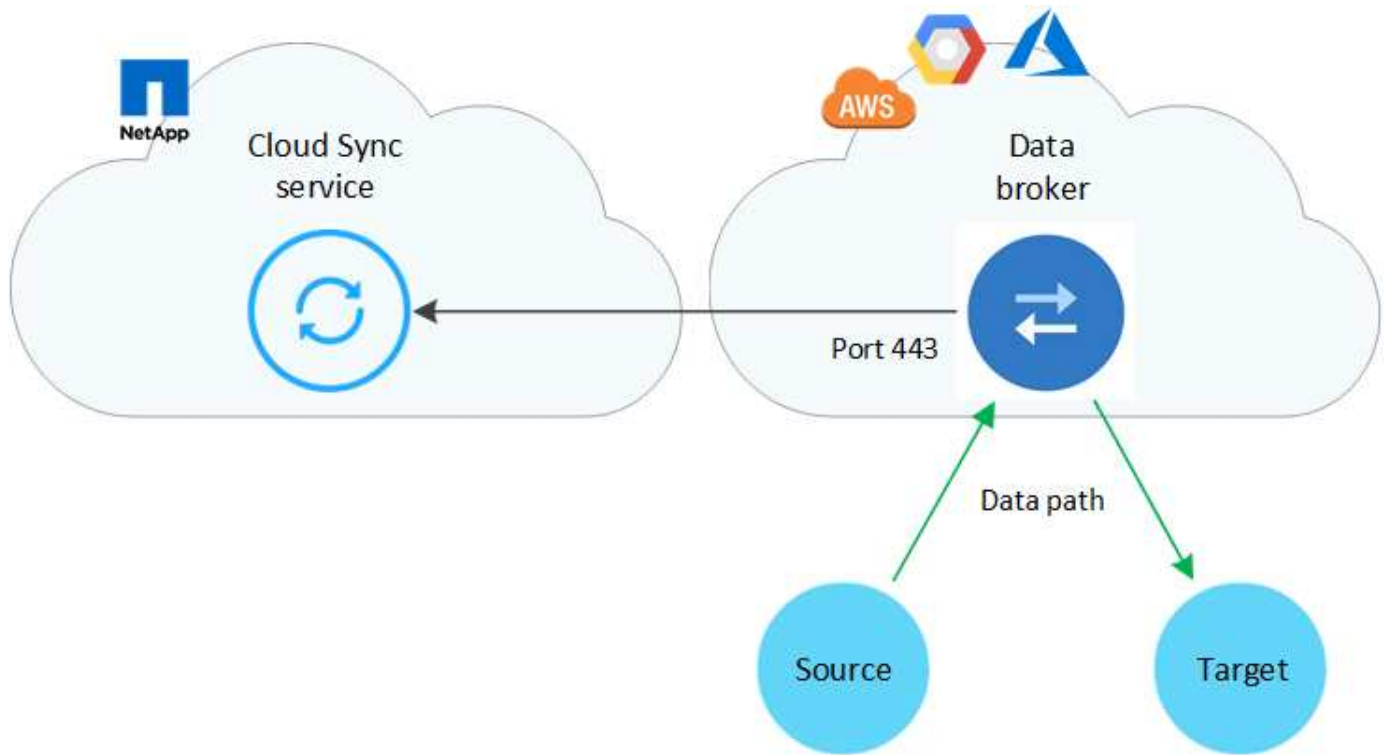 NetApp
Cloud Sync
service
AWS
Data
broker
Port 443
Data path
Source
Target